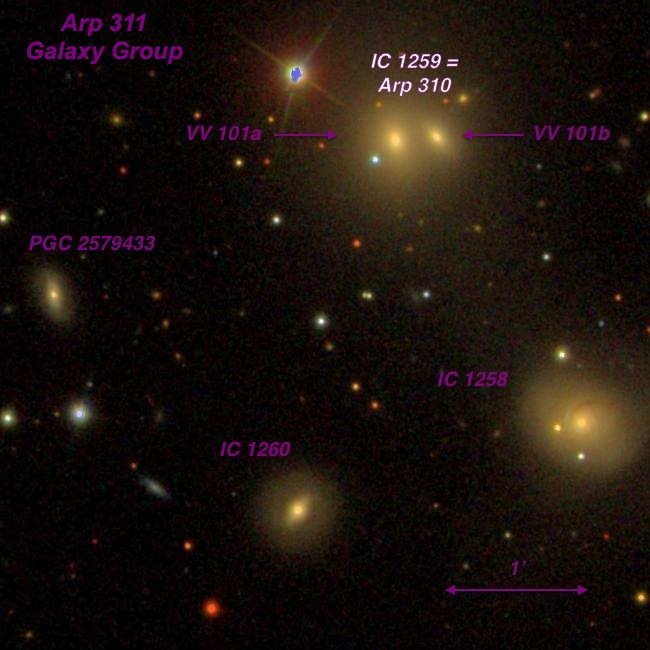 Arp 311
Galaxy Group
IC 1259 =
Arp 310
VV 101a
VV 101b
PGC 2579433
IC 1258
IC 1260
1’